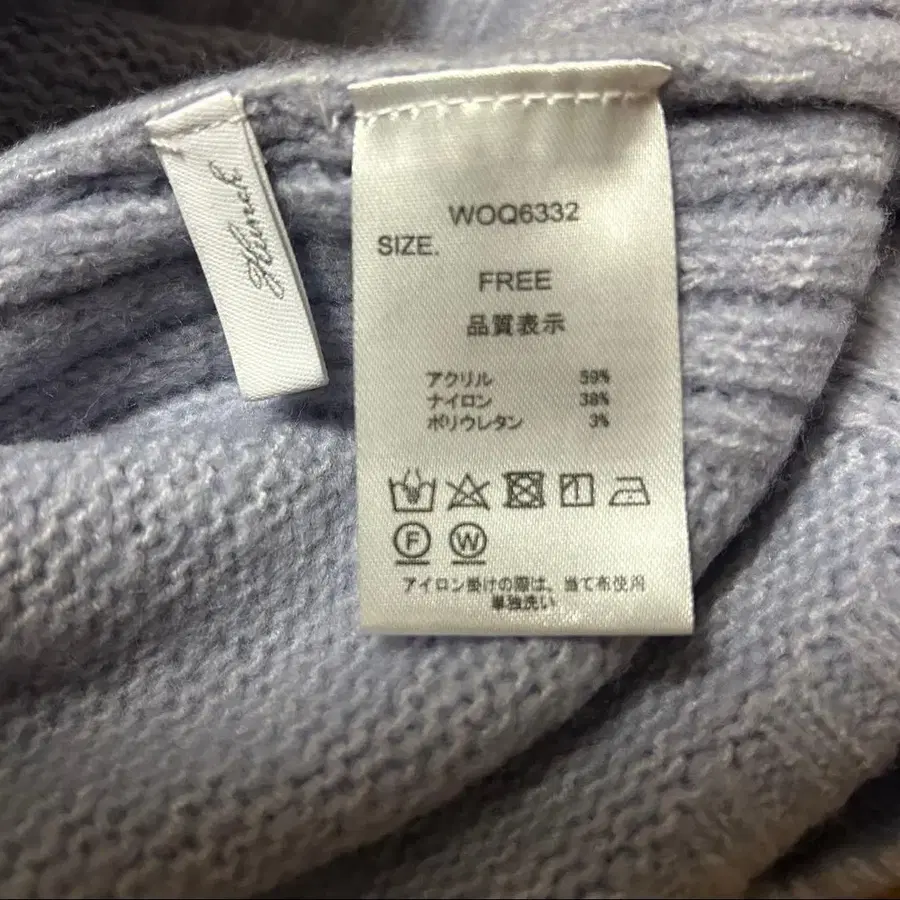 WOQ6332
SIZE.
FREE
品質表示
アクリル 59%
ナイロン 38%
ポリウレタン 3%
F W
アイロン掛けの際は、当て布使用
単独洗い